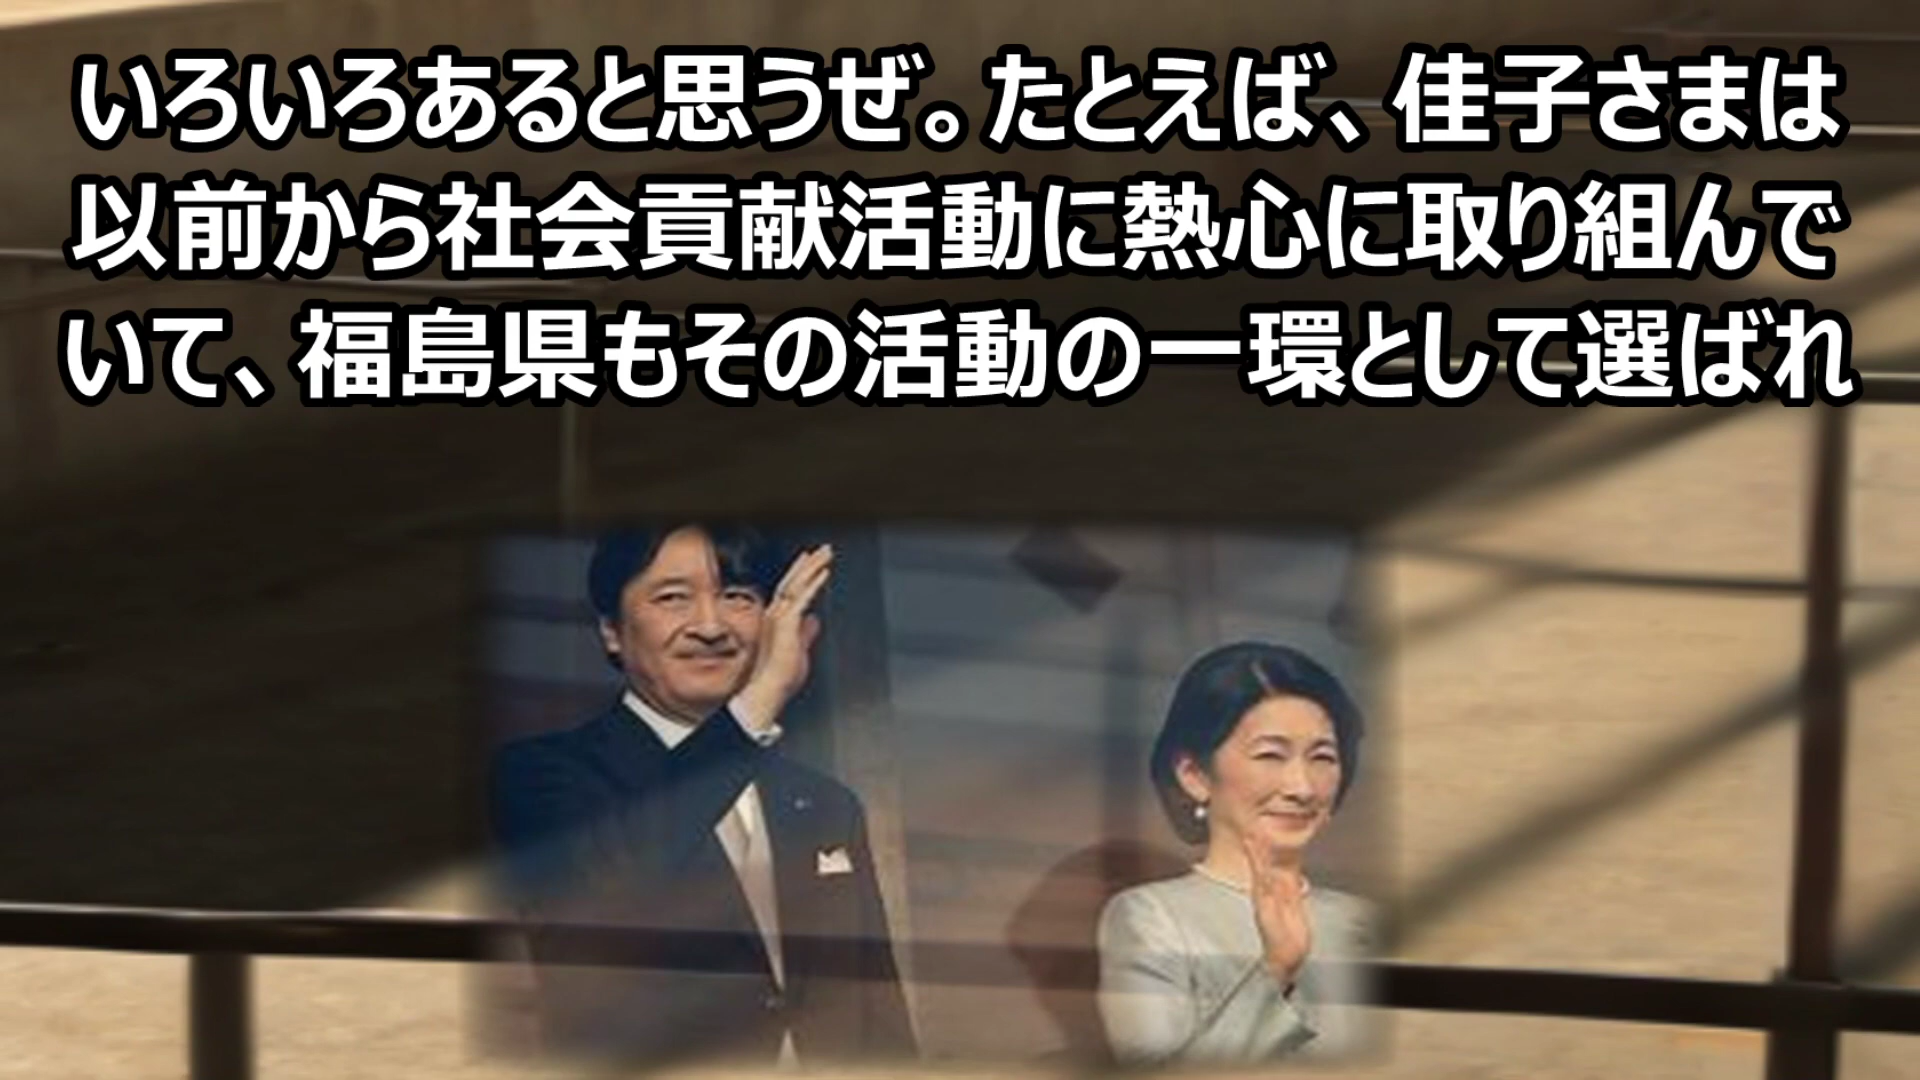 いろいろあると思うぜ。たとえば、佳子さまは
以前から社会貢献活動に熱心に取り組んで
いて、福島県もその活動の一環として選ばれ